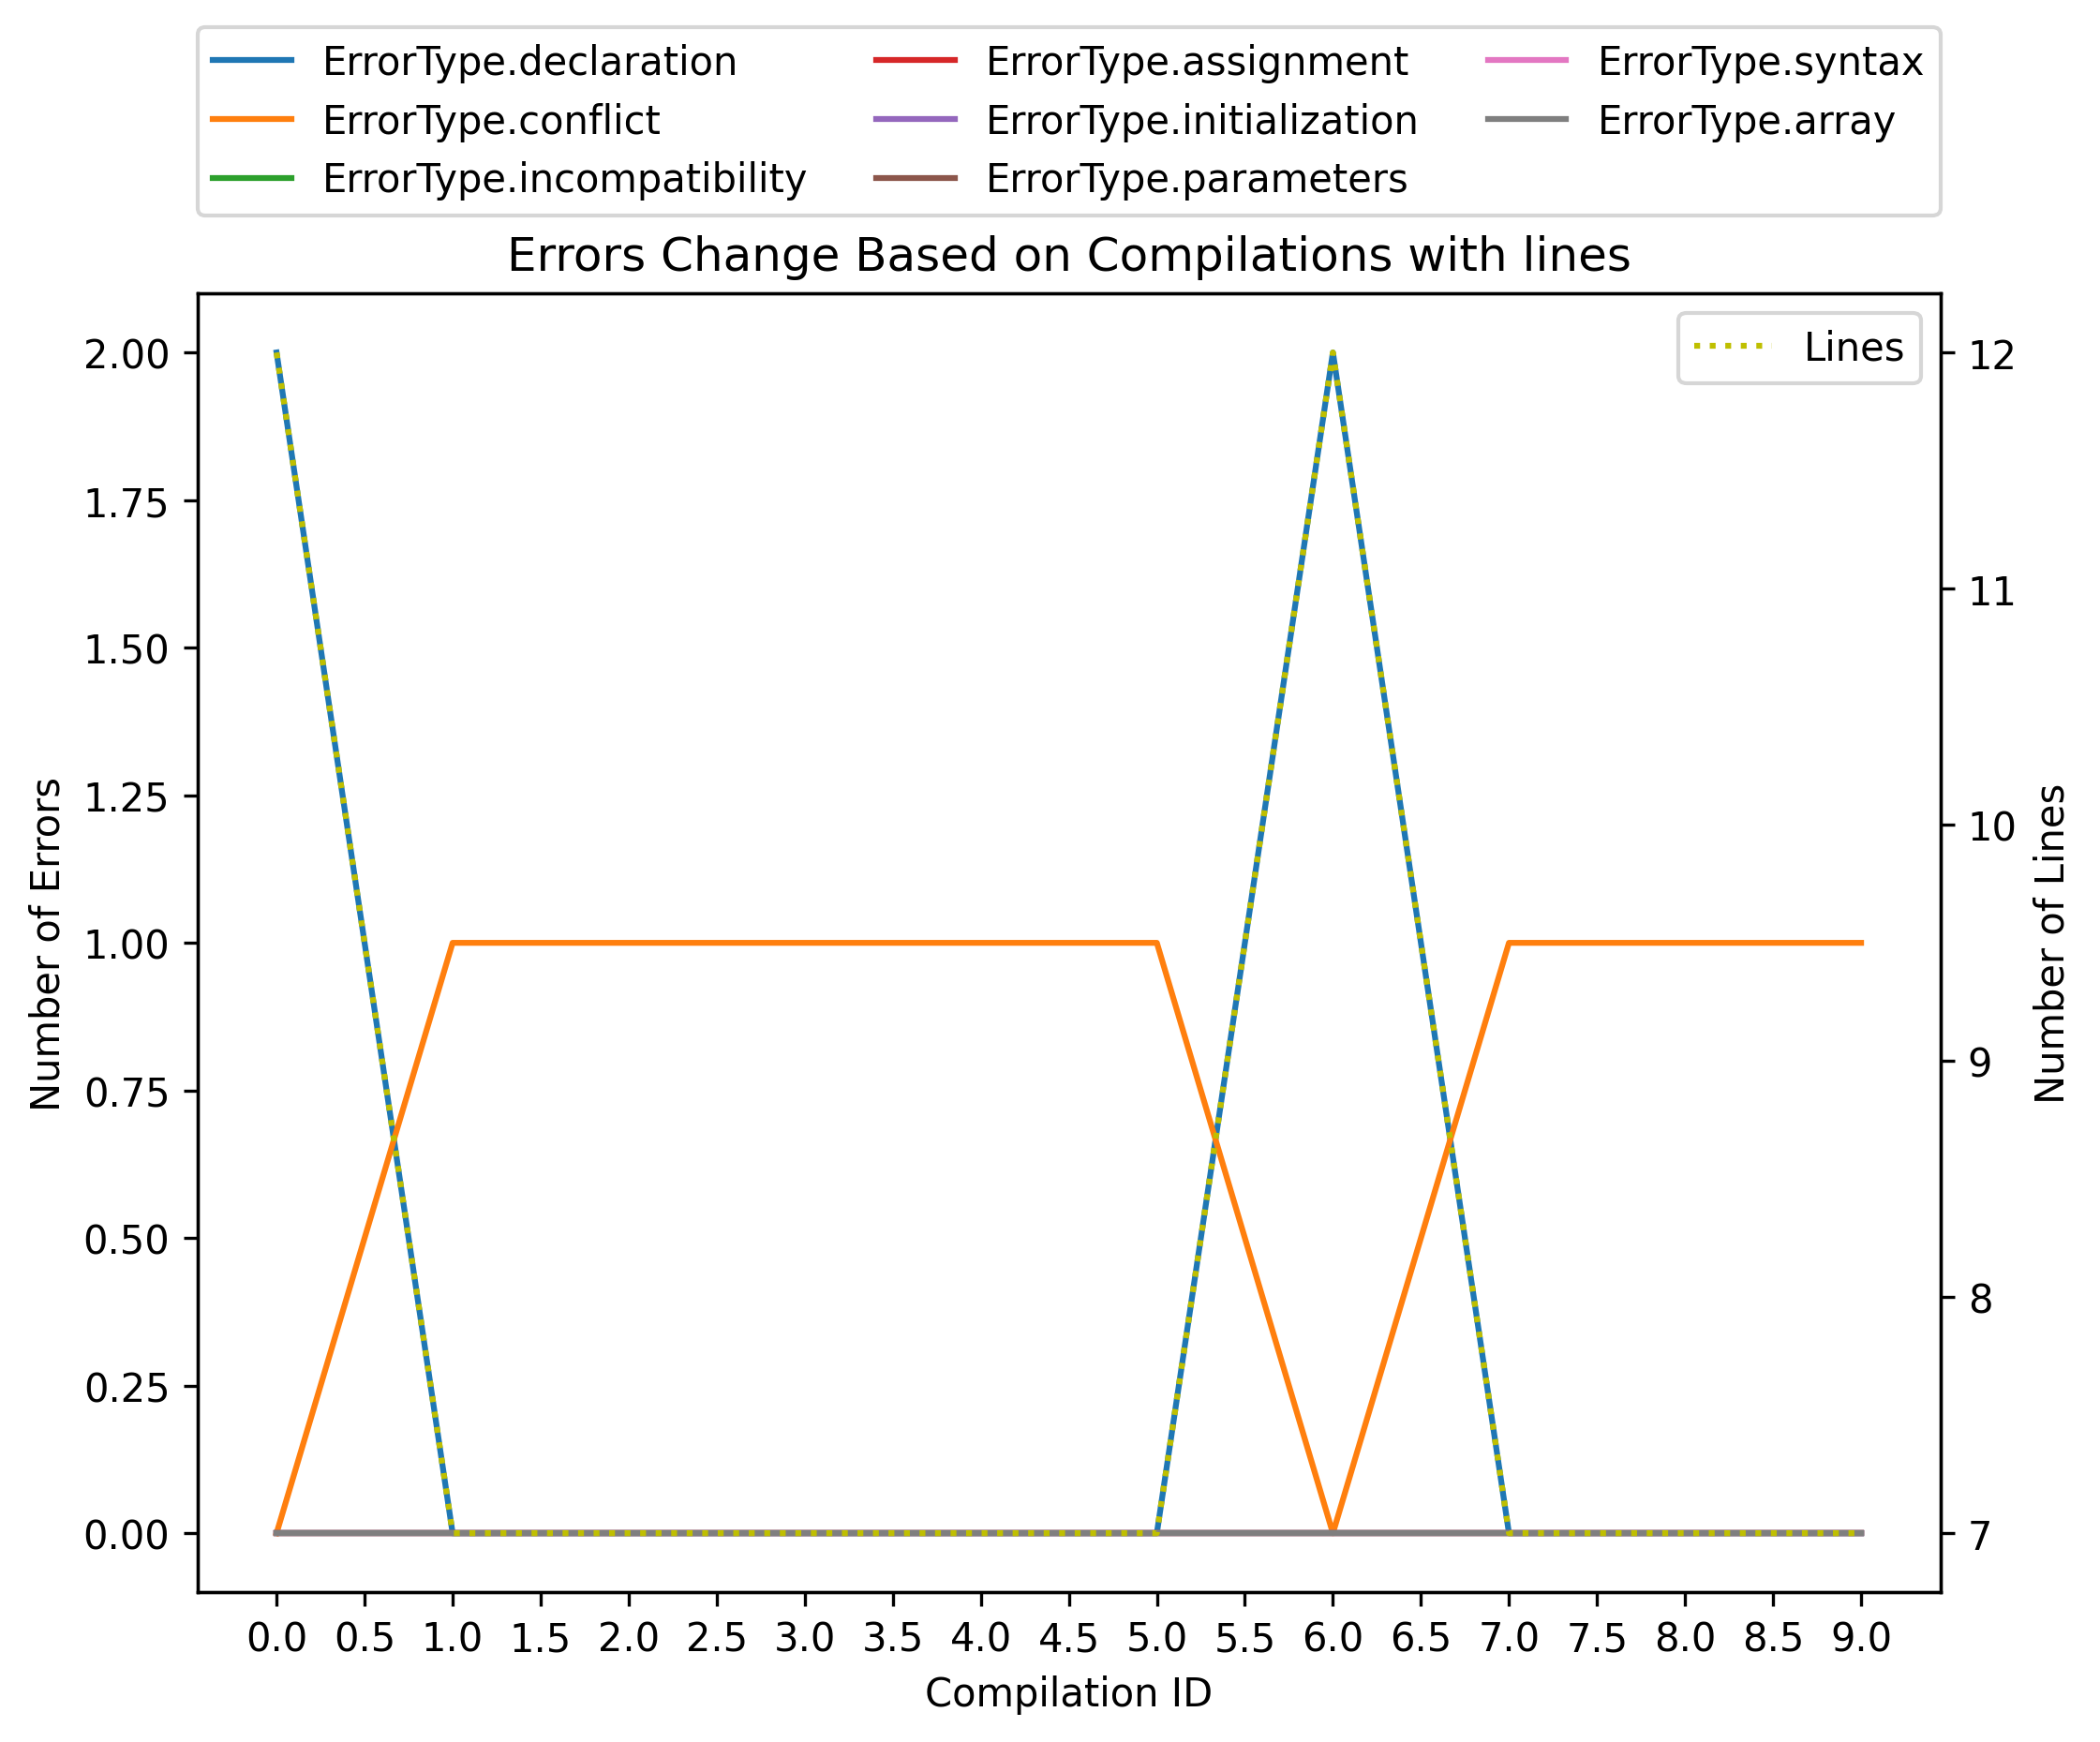 ErrorType.declaration
ErrorType.conflict
ErrorType.incompatibility
ErrorType.assignment
ErrorType.initialization
ErrorType.parameters
ErrorType.syntax
ErrorType.array
Errors Change Based on Compilations with lines
Lines
Number of Errors
2.00
1.75
1.50
1.25
1.00
0.75
0.50
0.25
0.00
12
11
10
9
8
7
Number of Lines
0.0 0.5 1.0 1.5 2.0 2.5 3.0 3.5 4.0 4.5 5.0 5.5 6.0 6.5 7.0 7.5 8.0 8.5 9.0
Compilation ID